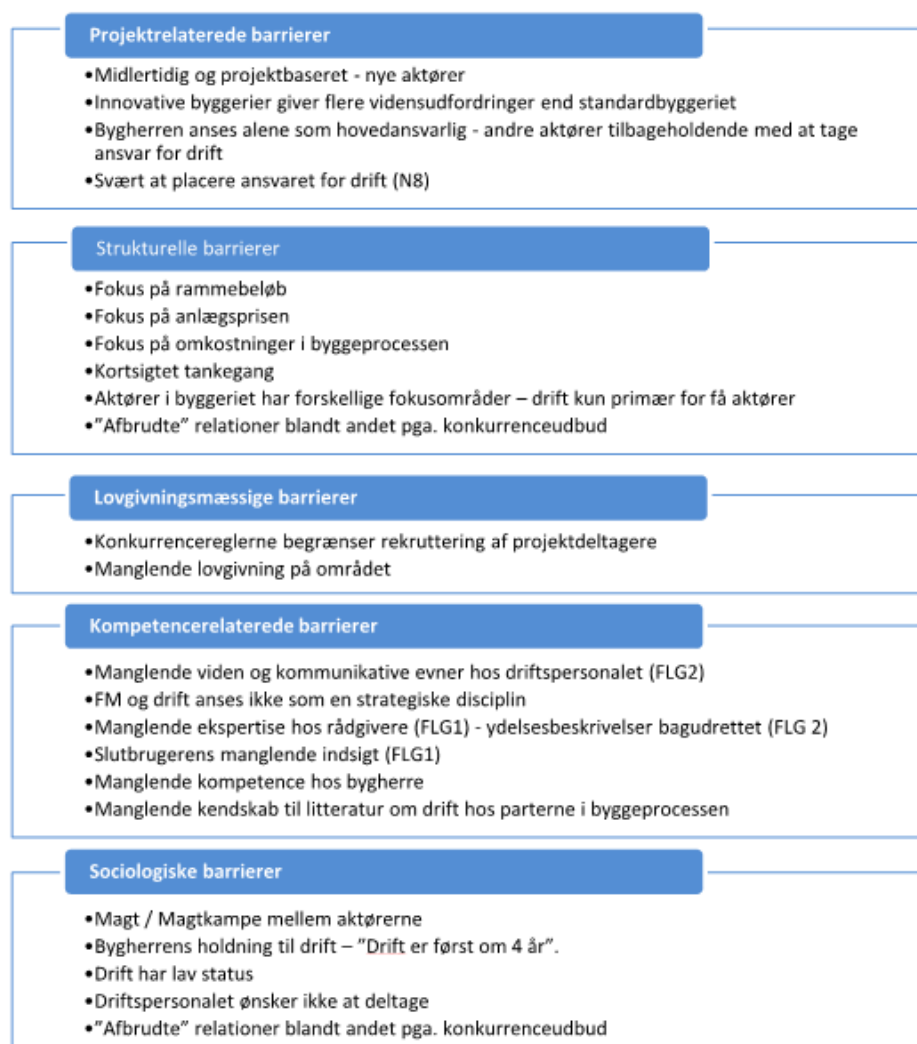 Projektrelaterede barrierer
•Midlertidig og projektbaseret - nye aktører
•Innovative byggerier giver flere vidensudfordringer end standardbyggeriet
•Bygherren anses alene som hovedansvarlig - andre aktører tilbageholdende med at tage
ansvar for drift
•Svært at placere ansvaret for drift (N8)
Strukturelle barrierer
•Fokus på rammebeløb
•Fokus på anlægsprisen
•Fokus på omkostninger i byggeprocessen
•Kortsigtet tankegang
•Aktører i byggeriet har forskellige fokusområder – drift kun primær for få aktører
•"Afbrudte" relationer blandt andet pga. konkurrenceudbud
Lovgivningsmæssige barrierer
•Konkurrencereglerne begrænser rekruttering af projektdeltagere
•Manglende lovgivning på området
Kompetencerelaterede barrierer
•Manglende viden og kommunikative evner hos driftspersonalet (FLG2)
•FM og drift anses ikke som en strategiske disciplin
•Manglende ekspertise hos rådgivere (FLG1) - ydelsesbeskrivelser bagudrettet (FLG 2)
•Slutbrugerens manglende indsigt (FLG1)
•Manglende kompetence hos bygherre
•Manglende kendskab til litteratur om drift hos parterne i byggeprocessen
Sociologiske barrierer
•Magt / Magtkampe mellem aktørerne
•Bygherrens holdning til drift – "Drift er først om 4 år".
•Drift har lav status
•Driftspersonalet ønsker ikke at deltage
•"Afbrudte" relationer blandt andet pga. konkurrenceudbud